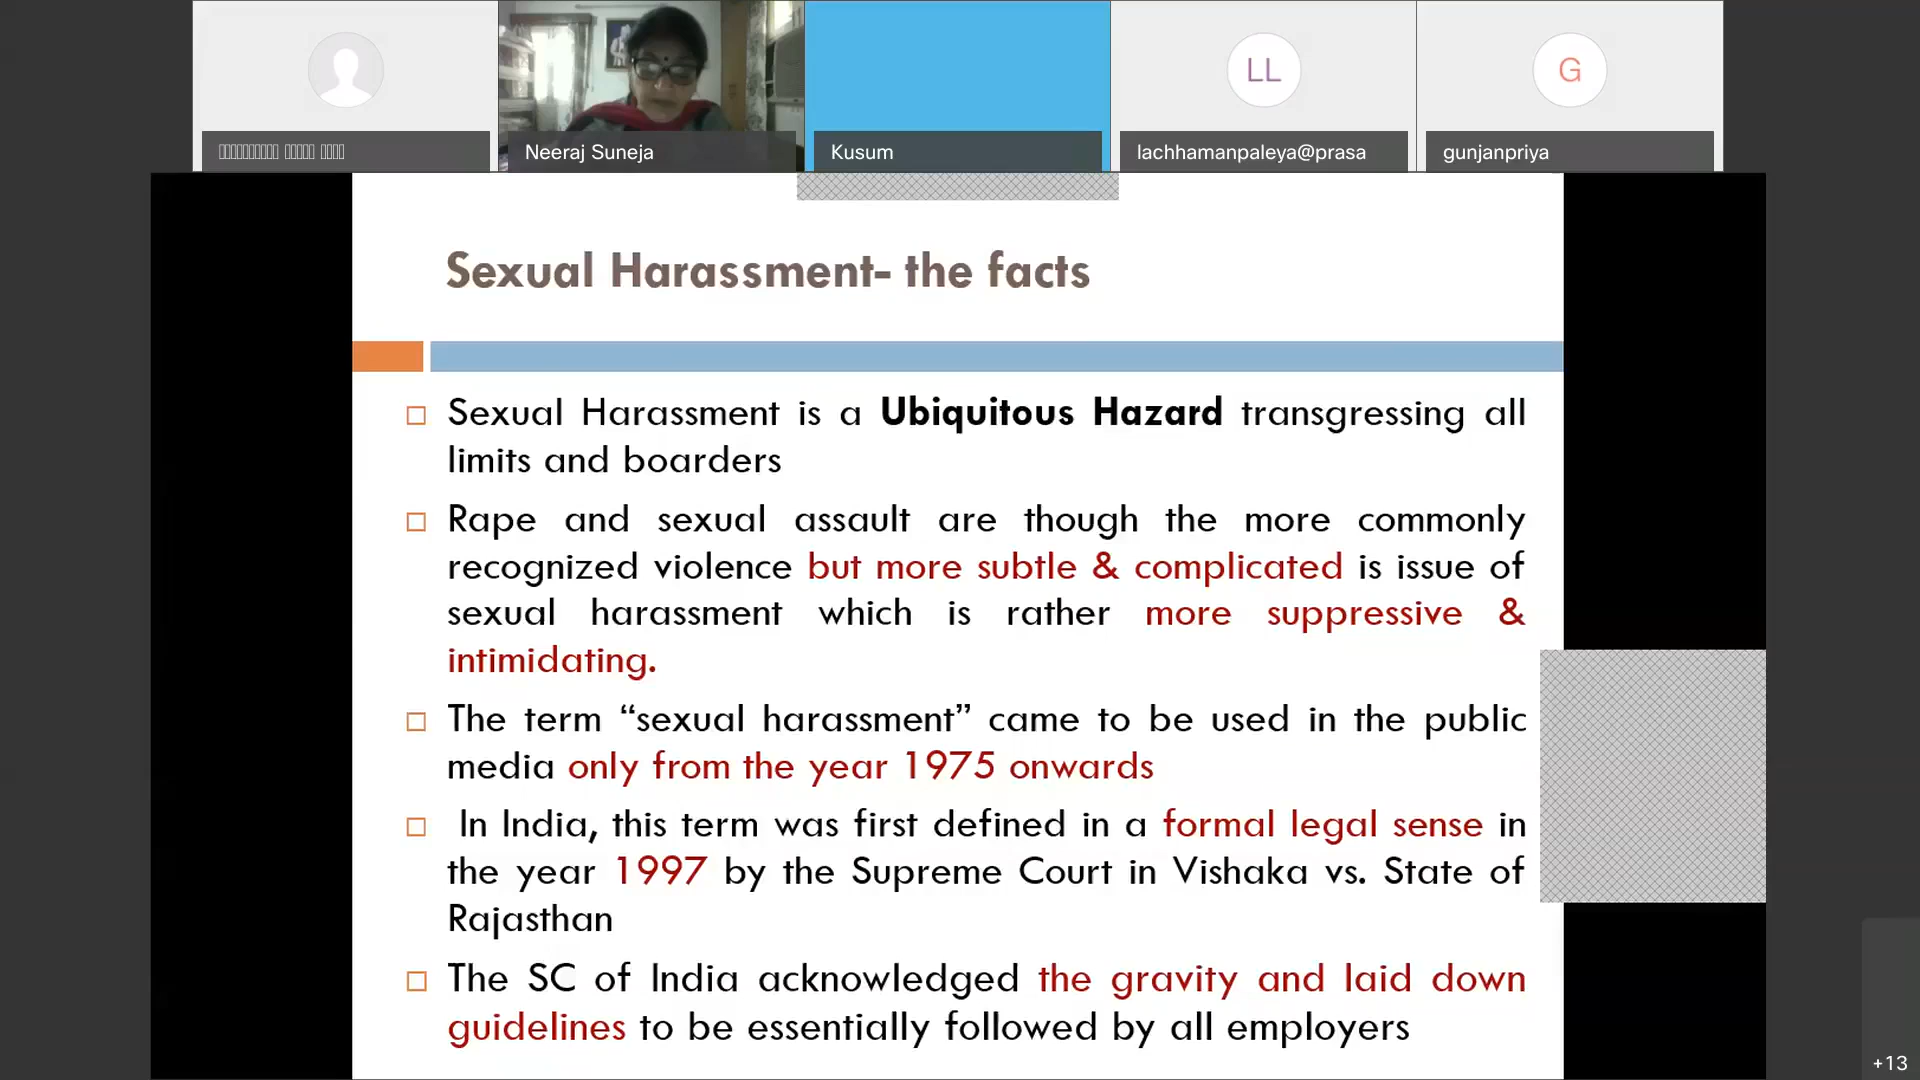 Neeraj Suneja
Kusum
LL
lachhamanpaleya@prasa
G
gunjanpriya
Sexual Harassment- the facts
Sexual Harassment is a Ubiquitous Hazard transgressing all
limits and boarders
Rape and sexual assault are though the more commonly
recognized violence but more subtle & complicated is issue of
sexual harassment which is rather more suppressive &
intimidating.
The term “sexual harassment” came to be used in the public
media only from the year 1975 onwards
In India, this term was first defined in a formal legal sense in
the year 1997 by the Supreme Court in Vishaka vs. State of
Rajasthan
The SC of India acknowledged the gravity and laid down
guidelines to be essentially followed by all employers
+13